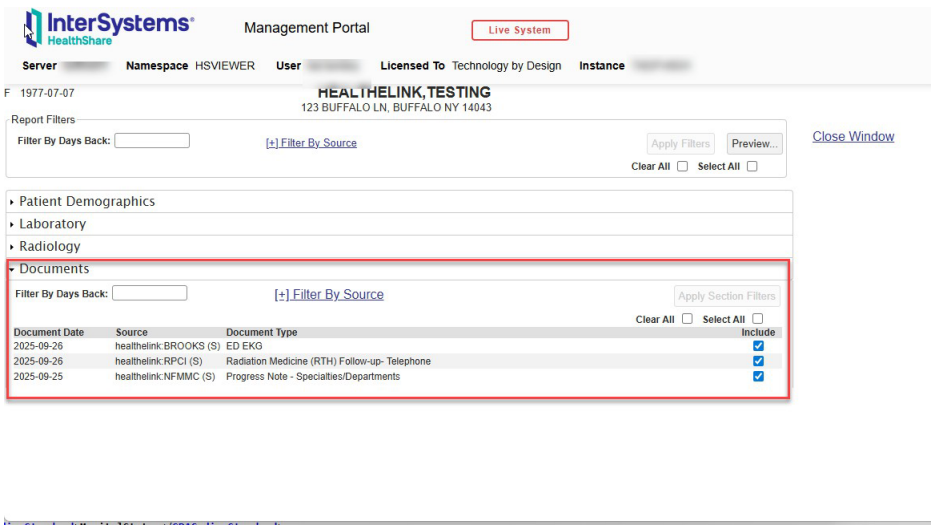 InterSystems®
HealthShare
Management Portal
Live System
Server Namespace HSVIEWER User Licensed To Technology by Design Instance
F 1977-07-07
HEALTHELINK,TESTING
123 BUFFALO LN, BUFFALO NY 14043
Report Filters
Filter By Days Back: [+] Filter By Source Apply Filters Preview...
Close Window
Clear All Select All
Patient Demographics
Laboratory
Radiology
Documents
Filter By Days Back: [+] Filter By Source Apply Section Filters
Clear All Select All
Document Date Source Document Type Include
2025-09-26 healthelink:BROOKS (S) ED EKG
2025-09-26 healthelink:RPCI (S) Radiation Medicine (RTH) Follow-up- Telephone
2025-09-25 healthelink:NFMMC (S) Progress Note - Specialties/Departments